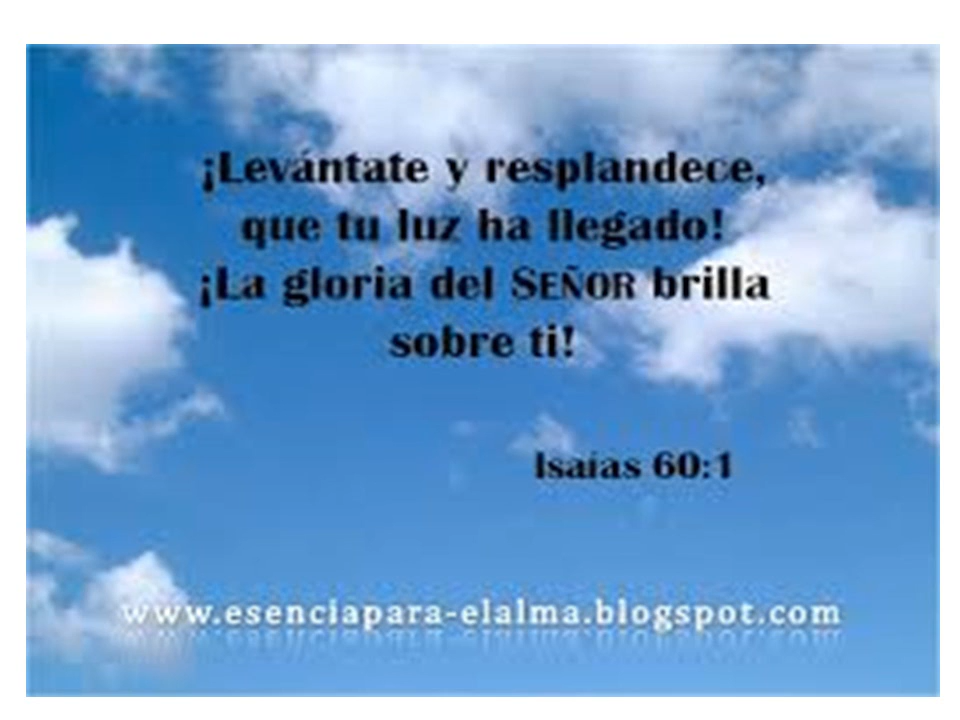 ¡Levántate y resplandece,
que tu luz ha llegado!
¡La gloria del SEÑOR brilla
sobre ti!
Isaías 60:1
www.esenciapara-elalma.blogspot.com